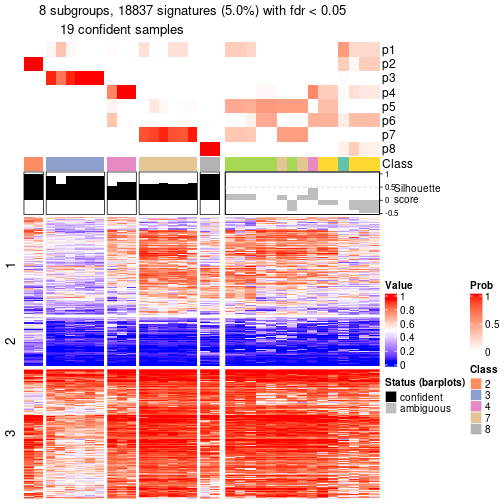 8 subgroups, 18837 signatures (5.0%) with fdr < 0.05
19 confident samples
p1
p2
p3
p4
p5
p6
p7
p8
Class
1
0.5
0
-0.5
Silhouette
score
1
2
3
Value
1
0.8
0.6
0.4
0.2
0
Status (barplots)
confident
ambiguous
Prob
1
0.5
0
Class
2
3
4
7
8